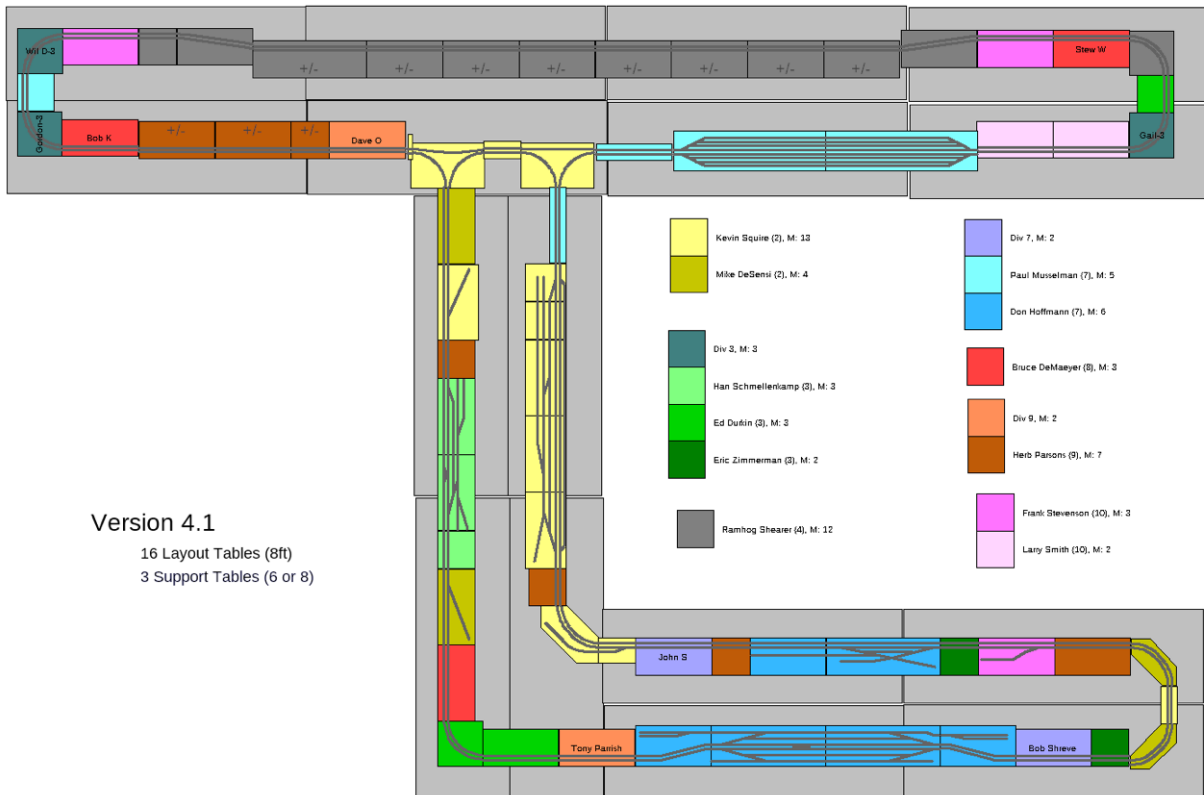 Wil D-3
Stew W
+/-
+/-
+/-
+/-
+/-
+/-
+/-
Gordon-3
Bob K
+/-
+/-
+/-
Dave O
Gail-3
Kevin Squire (2), M: 13
Mike DeSensi (2), M: 4
Div 3, M: 3
Han Schmellenkamp (3), M: 3
Ed Durkin (3), M: 3
Eric Zimmerman (3), M: 2
Ramhog Shearer (4), M: 12
Div 7, M: 2
Paul Musselman (7), M: 5
Don Hoffmann (7), M: 6
Bruce DeMaeyer (8), M: 3
Div 9, M: 2
Herb Parsons (9), M: 7
Frank Stevenson (10), M: 3
Larry Smith (10), M: 2
Version 4.1
16 Layout Tables (8ft)
3 Support Tables (6 or 8)
John S
Tony Parrish
Bob Shreve